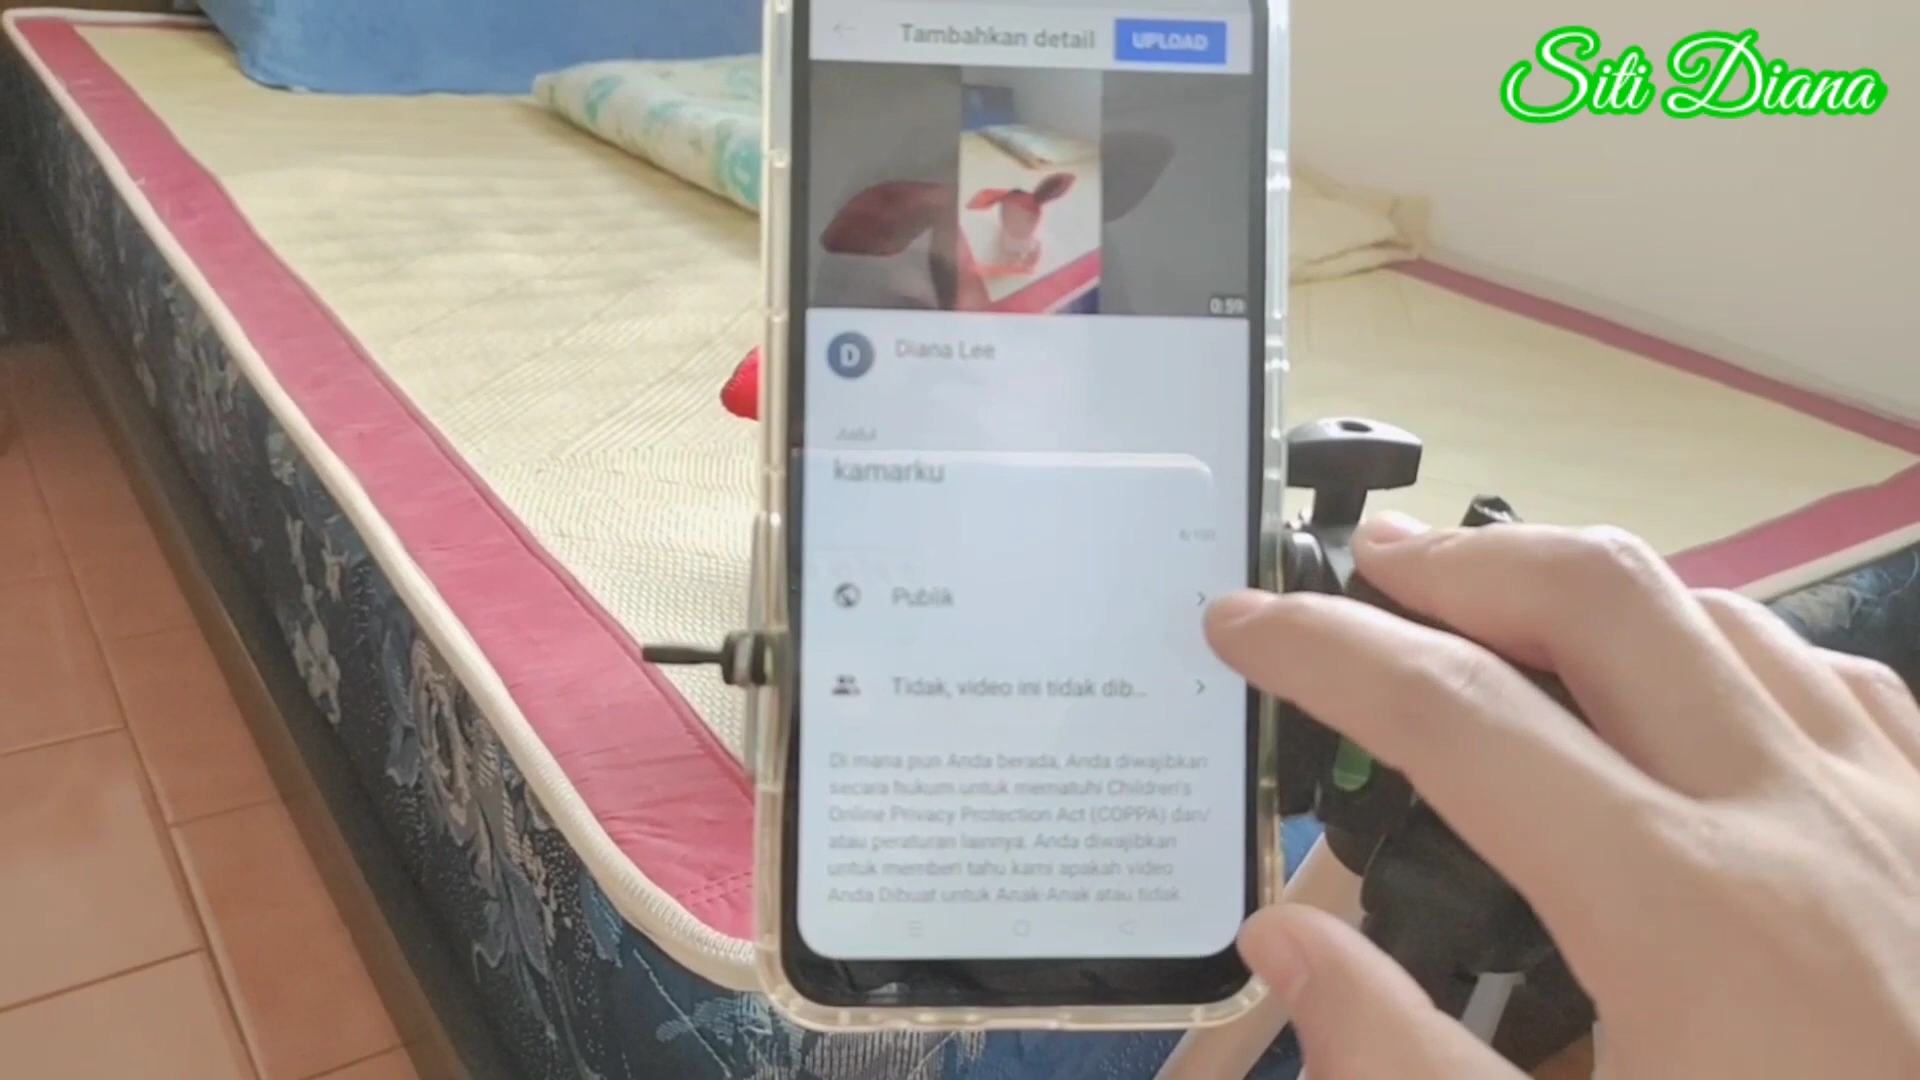 Siti Diana
Tambahkan detail
UPLOAD
0:59
D
Diana Lee
Judul
kamarku
Publik
Tidak, video ini tidak dib...
Di mana pun Anda berada, Anda diwajibkan
secara hukum untuk mematuhi Children's
Online Privacy Protection Act (COPPA) dan/
atau peraturan lainnya. Anda diwajibkan
untuk memberi tahu kami apakah video
Anda Dibuat untuk Anak-Anak atau tidak